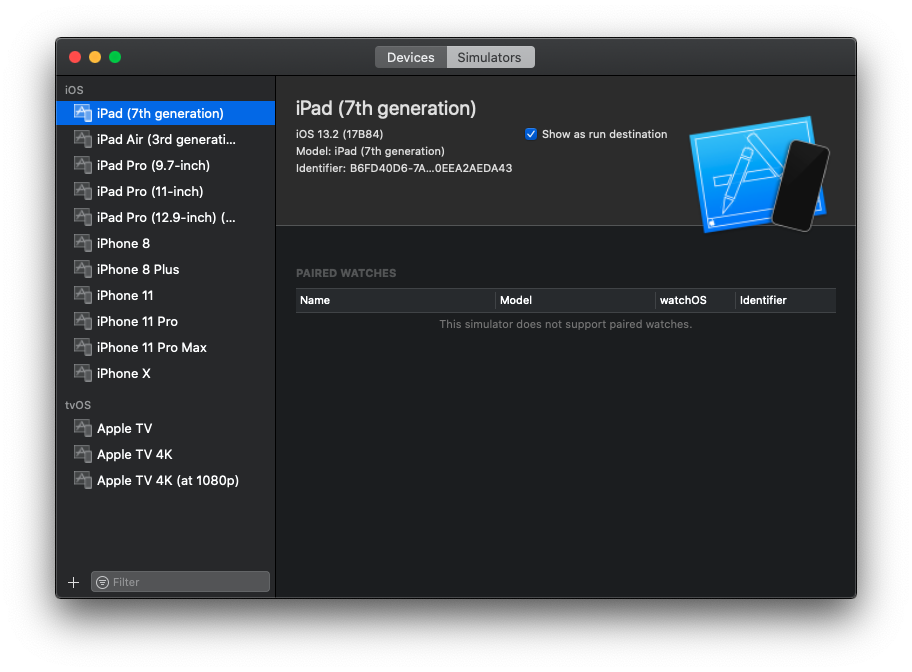 Devices Simulators
iOS
iPad (7th generation)
iPad Air (3rd generati...
iPad Pro (9.7-inch)
iPad Pro (11-inch)
iPad Pro (12.9-inch) (...
iPhone 8
iPhone 8 Plus
iPhone 11
iPhone 11 Pro
iPhone 11 Pro Max
iPhone X
tvOS
Apple TV
Apple TV 4K
Apple TV 4K (at 1080p)
Filter
iPad (7th generation)
iOS 13.2 (17B84)
Show as run destination
Model: iPad (7th generation)
Identifier: B6FD40D6-7A...0EEA2AEDA43
PAIRED WATCHES
Name Model watchOS Identifier
This simulator does not support paired watches.